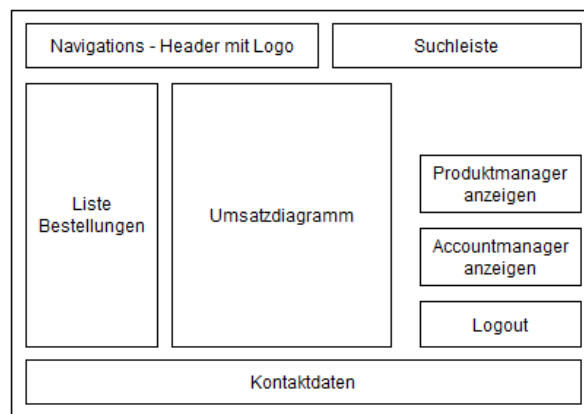 Navigations - Header mit Logo
Suchleiste
Liste
Bestellungen
Umsatzdiagramm
Produktmanager
anzeigen
Accountmanager
anzeigen
Logout
Kontaktdaten